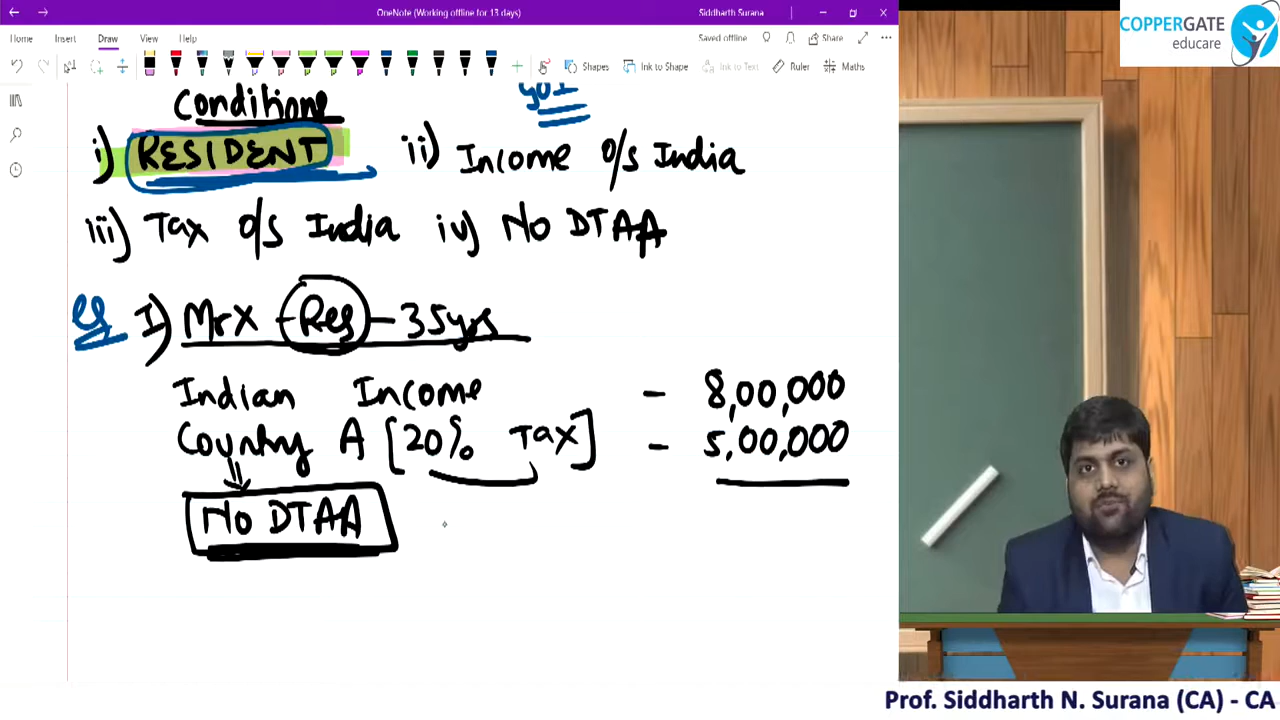 OneNote (Working offline for 13 days)
Siddharth Surana
Home Insert Draw View Help
Saved offline
Share
Shapes
Ink to Shape
Ink to Text
Ruler
Maths
COPPERGATE
educare
Conditions
i) RESIDENT ii) Income o/s India
iii) Tax o/s India iv) No DTAA
eg I) Mr X - Res - 35 yrs
Indian Income - 8,00,000
Country A [20% Tax] - 5,00,000
No DTAA
Prof. Siddharth N. Surana (CA) - CA